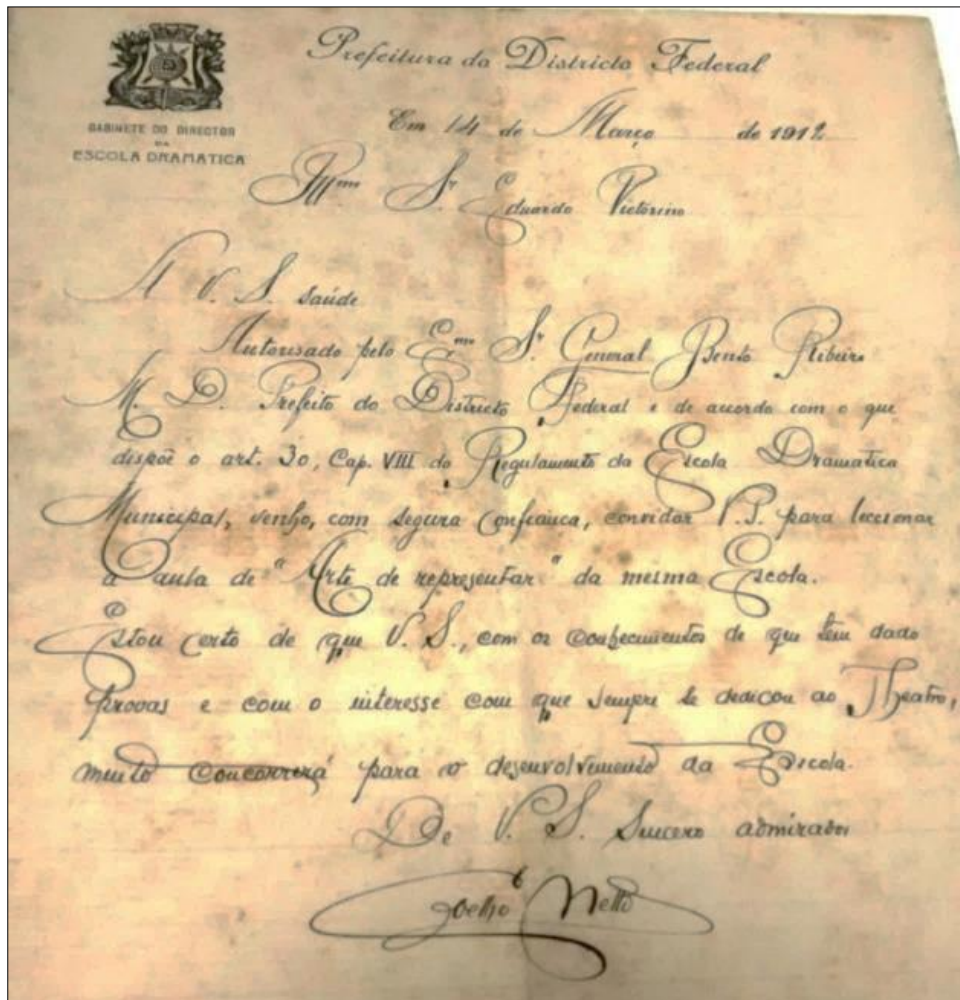 Prefeitura do Districto Federal
GABINETE DO DIRECTOR
DA
ESCOLA DRAMATICA
Em 14 de Março de 1912
Illmo Sr Eduardo Victorino
A V. S. saúde
Autorisado pelo Exmo Sr. General Bento Ribeiro
M. D. Prefeito do Districto Federal e de accordo com o que
dispõe o art. 30, Cap. VIII do Regulamento da Escola Dramatica
Municipal, venho, com segura confiança, convidar V. S. para leccionar
a aula de "Arte de representar" da mesma Escola.
Estou certo de que V. S., com os conhecimentos de que tem dado
provas e com o interesse com que sempre se dedicou ao Theatro,
muito concorrerá para o desenvolvimento da Escola.
De V. S. Sincero admirador
Coelho Netto